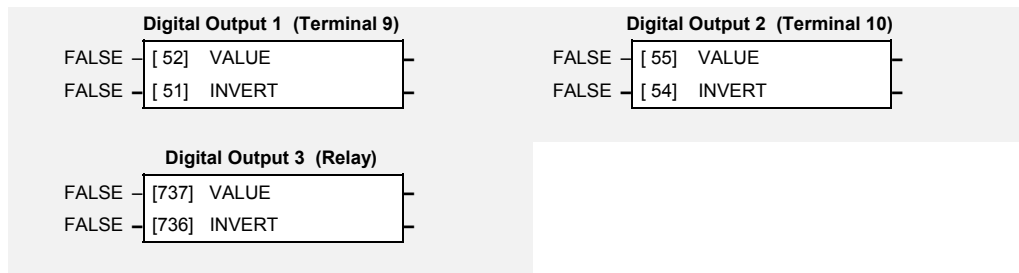 Digital Output 1 (Terminal 9)
FALSE [ 52] VALUE
FALSE [ 51] INVERT
Digital Output 2 (Terminal 10)
FALSE [ 55] VALUE
FALSE [ 54] INVERT
Digital Output 3 (Relay)
FALSE [737] VALUE
FALSE [736] INVERT